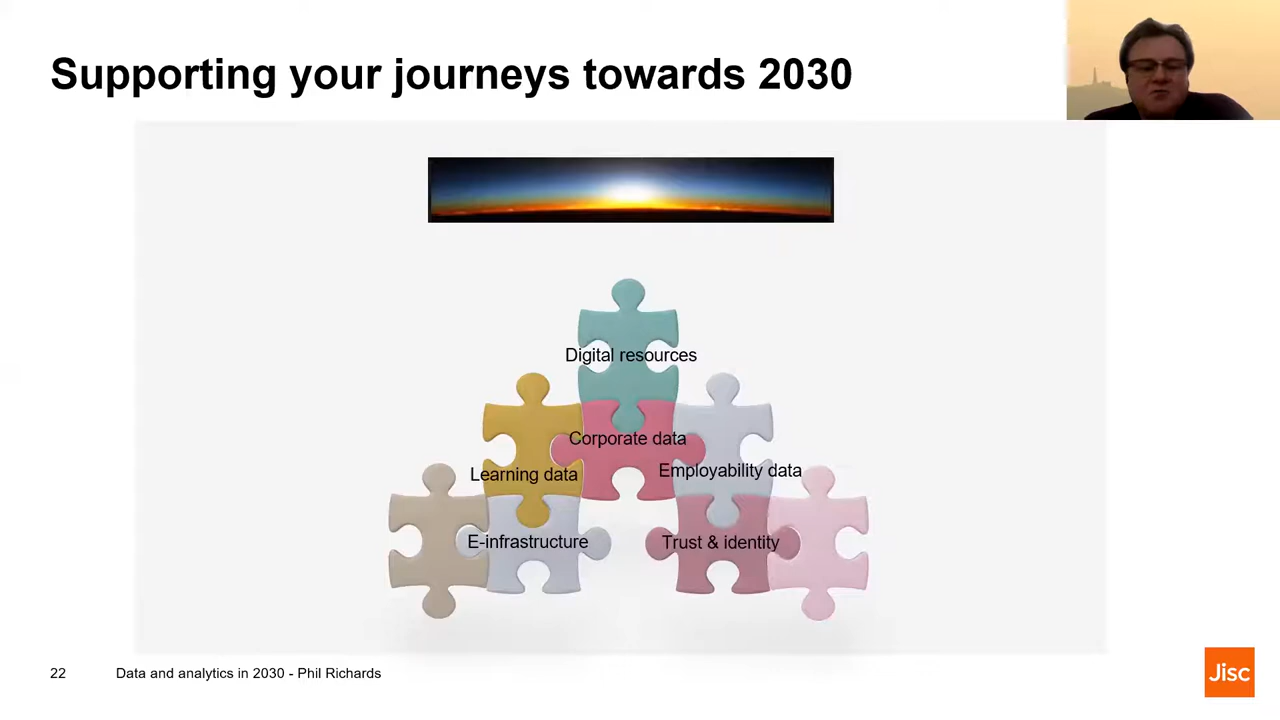 Supporting your journeys towards 2030
Digital resources
Corporate data
Learning data
Employability data
E-infrastructure
Trust & identity
22
Data and analytics in 2030 - Phil Richards
Jisc